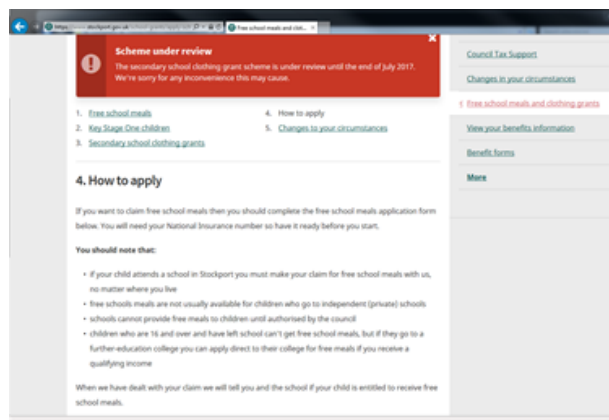 Free school meals and clot...
Scheme under review
The secondary school clothing grant scheme is under review until the end of July 2017.
We're sorry for any inconvenience this may cause.
1. Free school meals
2. Key Stage One children
3. Secondary school clothing grants
4. How to apply
5. Changes to your circumstances
4. How to apply
If you want to claim free school meals then you should complete the free school meals application form
below. You will need your National Insurance number so have it ready before you start.
You should note that:
• if your child attends a school in Stockport you must make your claim for free school meals with us,
no matter where you live
• free schools meals are not usually available for children who go to independent (private) schools
• schools cannot provide free meals to children until authorised by the council
• children who are 16 and over and have left school can't get free school meals, but if they go to a
further-education college you can apply direct to their college for free meals if you receive a
qualifying income
When we have dealt with your claim we will tell you and the school if your child is entitled to receive free
school meals.
Council Tax Support
Changes in your circumstances
Free school meals and clothing grants
View your benefits information
Benefit forms
More